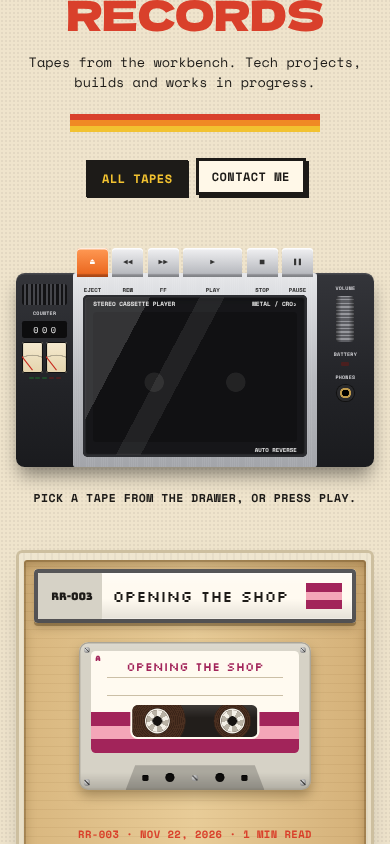 RECORDS
Tapes from the workbench. Tech projects,
builds and works in progress.
ALL TAPES
CONTACT ME
EJECT REW FF PLAY STOP PAUSE
STEREO CASSETTE PLAYER
METAL / CRO₂
COUNTER
000
VOLUME
BATTERY
PHONES
AUTO REVERSE
PICK A TAPE FROM THE DRAWER, OR PRESS PLAY.
RR-003
OPENING THE SHOP
A
OPENING THE SHOP
RR-003 · NOV 22, 2026 · 1 MIN READ